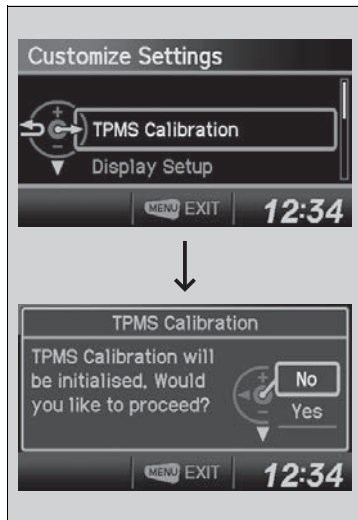 Customize Settings
TPMS Calibration
Display Setup
MENU EXIT 12:34
TPMS Calibration
TPMS Calibration will
be initialised, Would
you like to proceed?
No
Yes
MENU EXIT 12:34